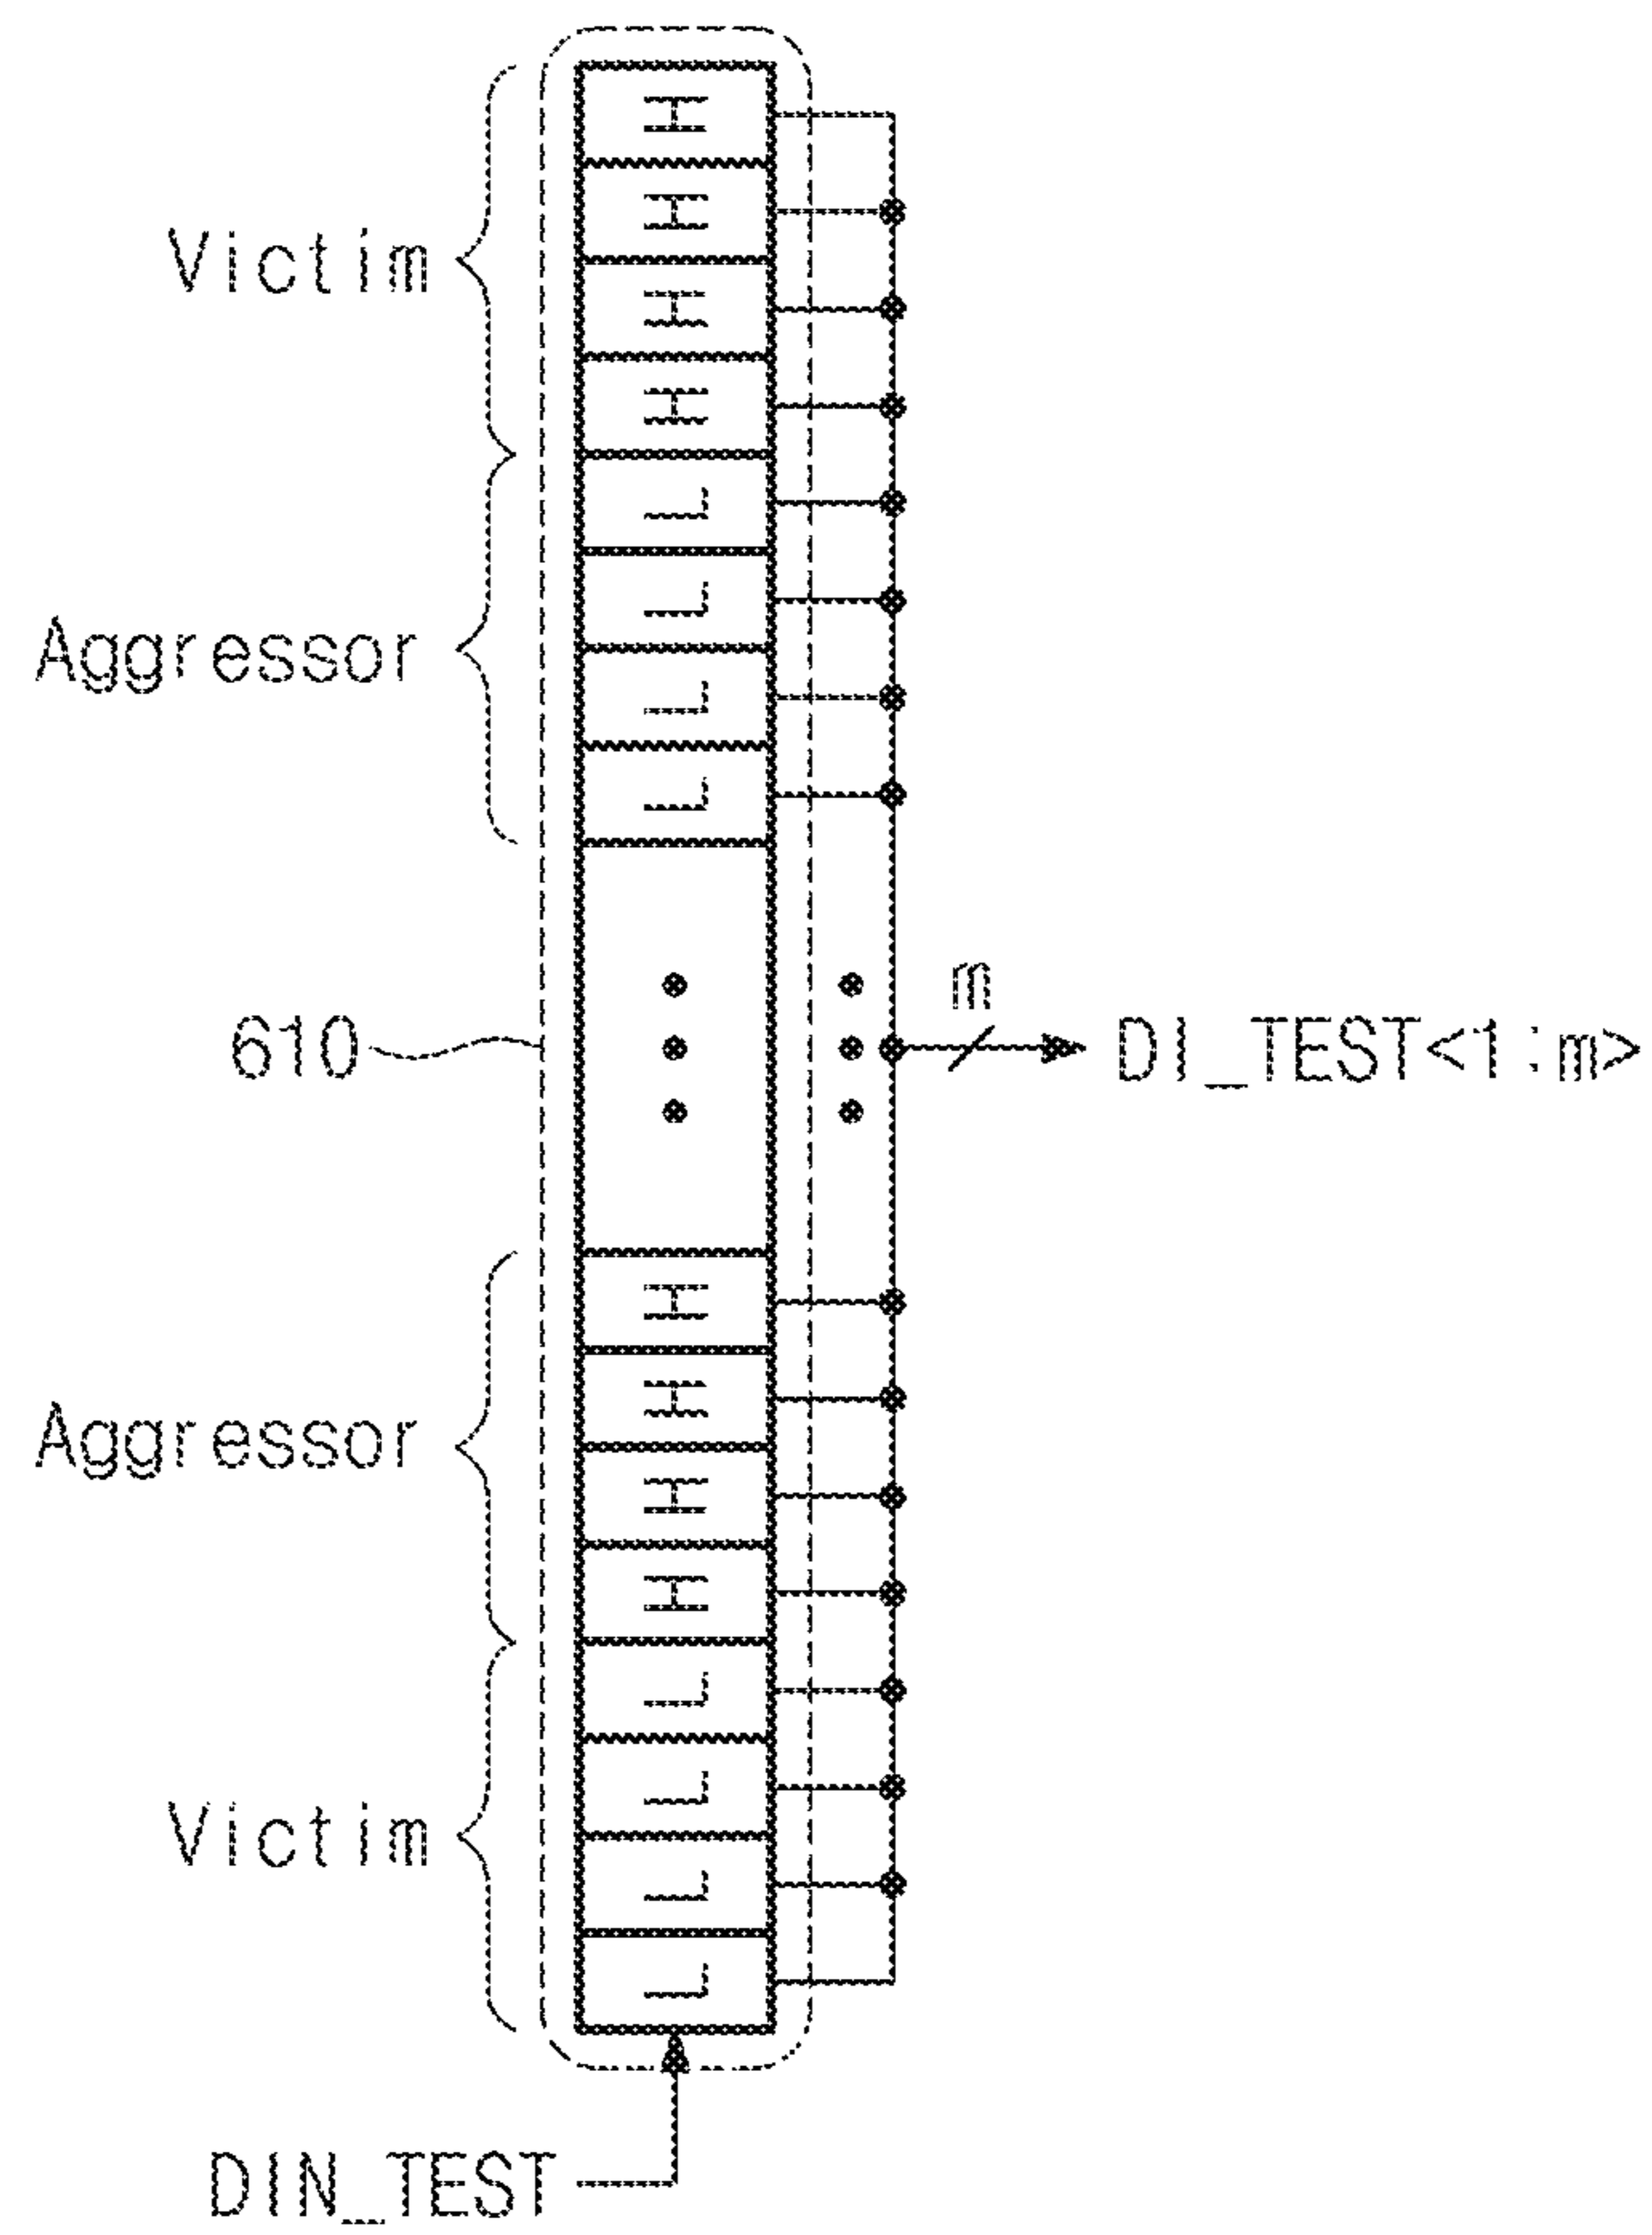 H
H
Victim
H
H
L
L
Aggressor
L
L
m
610
DI_TEST<1:m>
H
H
Aggressor
H
H
L
L
Victim
L
L
DIN_TEST